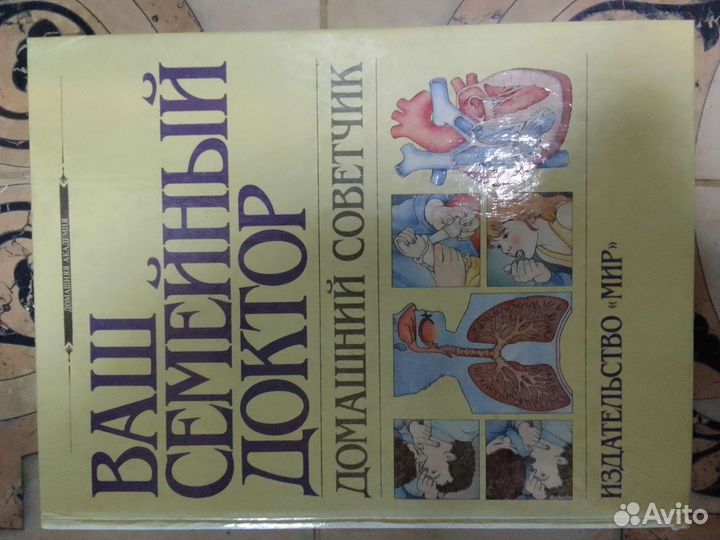 ДОМАШНЯЯ АКАДЕМИЯ
ВАШ
СЕМЕЙНЫЙ
ДОКТОР
ДОМАШНИЙ СОВЕТЧИК
ИЗДАТЕЛЬСТВО «МИР»
Avito